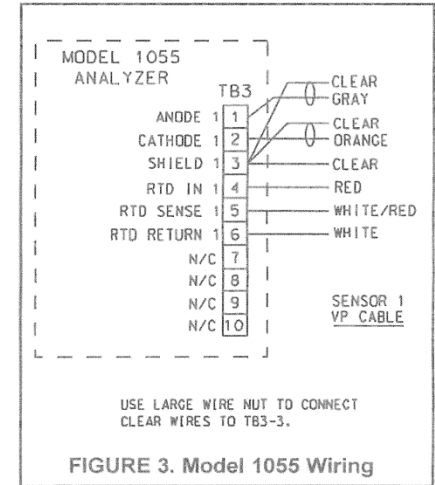 MODEL 1055
ANALYZER
TB3
ANODE 1 1
CATHODE 1 2
SHIELD 1 3
RTD IN 1 4
RTD SENSE 1 5
RTD RETURN 1 6
N/C 7
N/C 8
N/C 9
N/C 10
CLEAR
GRAY
CLEAR
ORANGE
CLEAR
RED
WHITE/RED
WHITE
SENSOR 1
VP CABLE
USE LARGE WIRE NUT TO CONNECT
CLEAR WIRES TO TB3-3.
FIGURE 3. Model 1055 Wiring